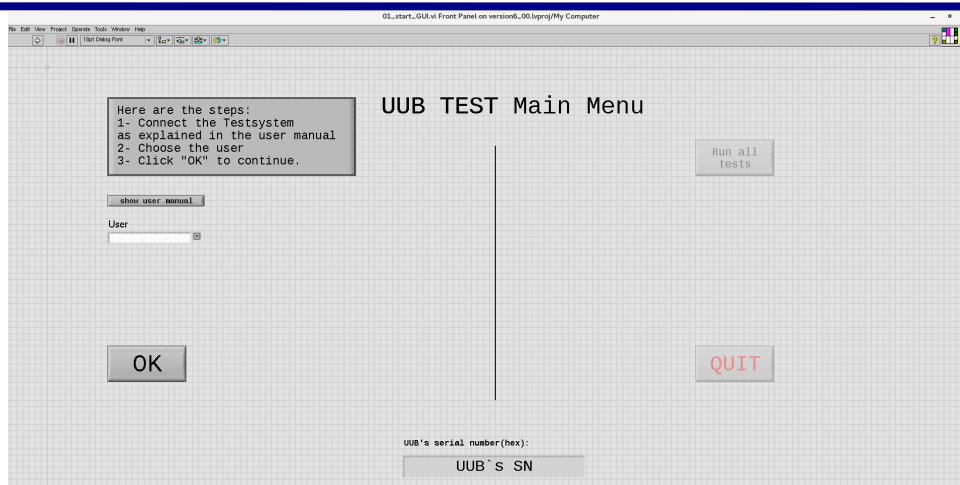 01_start_GUI.vi Front Panel on version6_00.lvproj/My Computer
File Edit View Project Operate Tools Window Help
18pt Dialog Font
UUB TEST Main Menu
Here are the steps:
1- Connect the Testsystem
as explained in the user manual
2- Choose the user
3- Click "OK" to continue.
Run all
tests
show user manual
User
OK
QUIT
UUB's serial number(hex):
UUB`s SN